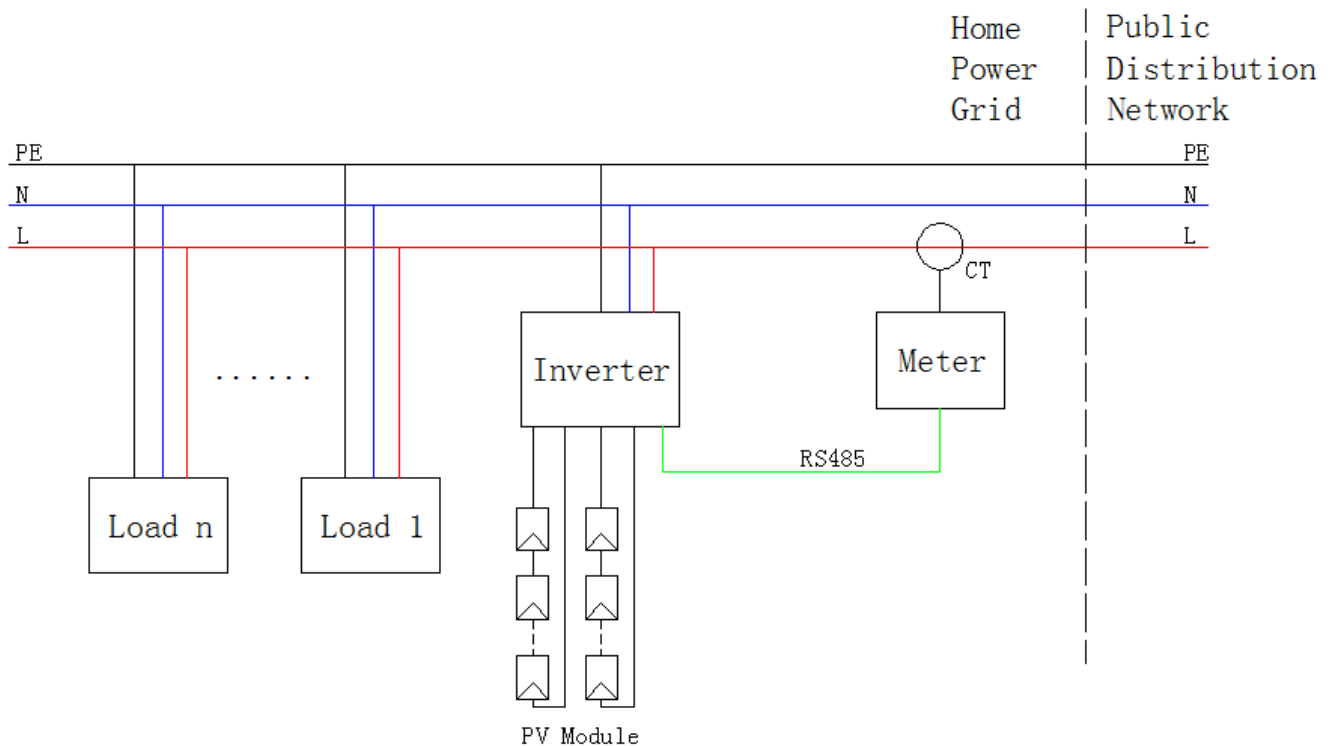 Home
Power
Grid
Public
Distribution
Network
PE
PE
N
N
L
L
CT
Inverter
Meter
......
RS485
Load n
Load 1
PV Module